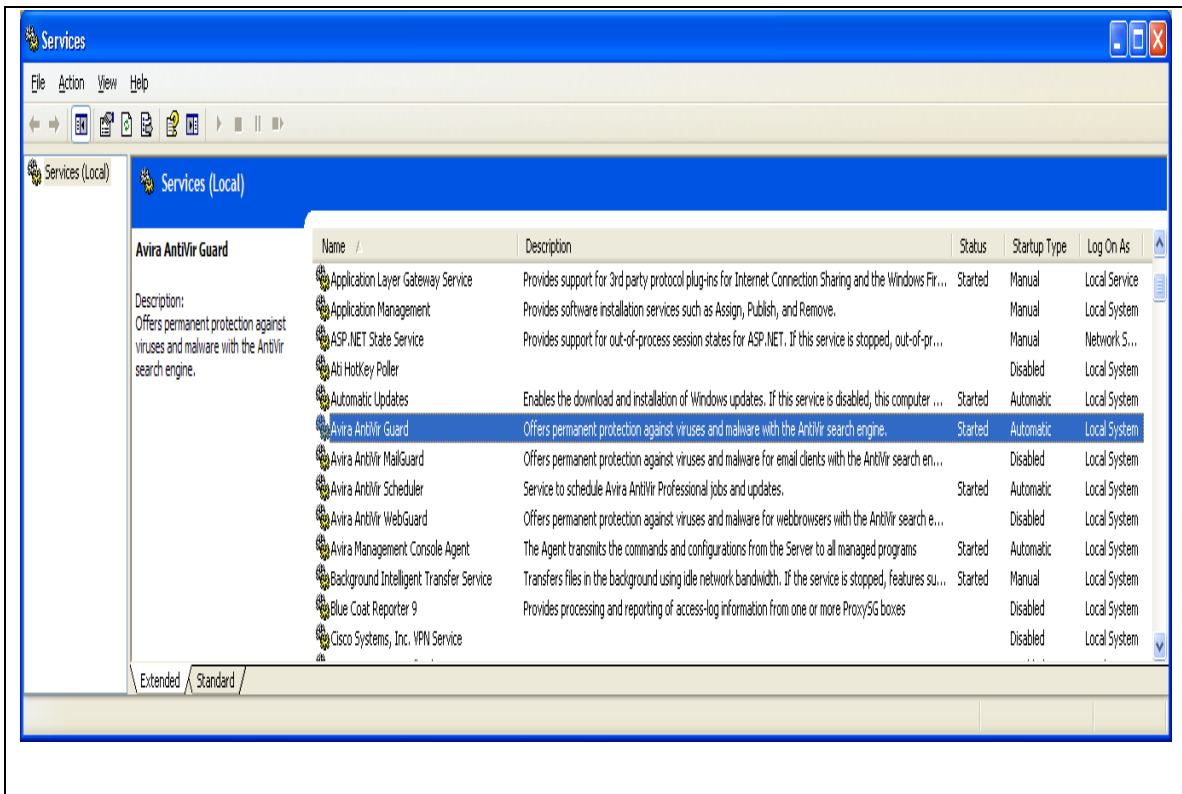 Services
File Action View Help
Services (Local)
Services (Local)
Avira AntiVir Guard
Description:
Offers permanent protection against
viruses and malware with the AntiVir
search engine.
Name Description Status Startup Type Log On As
Application Layer Gateway Service Provides support for 3rd party protocol plug-ins for Internet Connection Sharing and the Windows Fir... Started Manual Local Service
Application Management Provides software installation services such as Assign, Publish, and Remove. Manual Local System
ASP.NET State Service Provides support for out-of-process session states for ASP.NET. If this service is stopped, out-of-pr... Manual Network S...
Ati HotKey Poller Disabled Local System
Automatic Updates Enables the download and installation of Windows updates. If this service is disabled, this computer ... Started Automatic Local System
Avira AntiVir Guard Offers permanent protection against viruses and malware with the AntiVir search engine. Started Automatic Local System
Avira AntiVir MailGuard Offers permanent protection against viruses and malware for email clients with the AntiVir search en... Disabled Local System
Avira AntiVir Scheduler Service to schedule Avira AntiVir Professional jobs and updates. Started Automatic Local System
Avira AntiVir WebGuard Offers permanent protection against viruses and malware for webbrowsers with the AntiVir search e... Disabled Local System
Avira Management Console Agent The Agent transmits the commands and configurations from the Server to all managed programs Started Automatic Local System
Background Intelligent Transfer Service Transfers files in the background using idle network bandwidth. If the service is stopped, features su... Started Manual Local System
Blue Coat Reporter 9 Provides processing and reporting of access-log information from one or more ProxySG boxes Disabled Local System
Cisco Systems, Inc. VPN Service Disabled Local System
Extended Standard